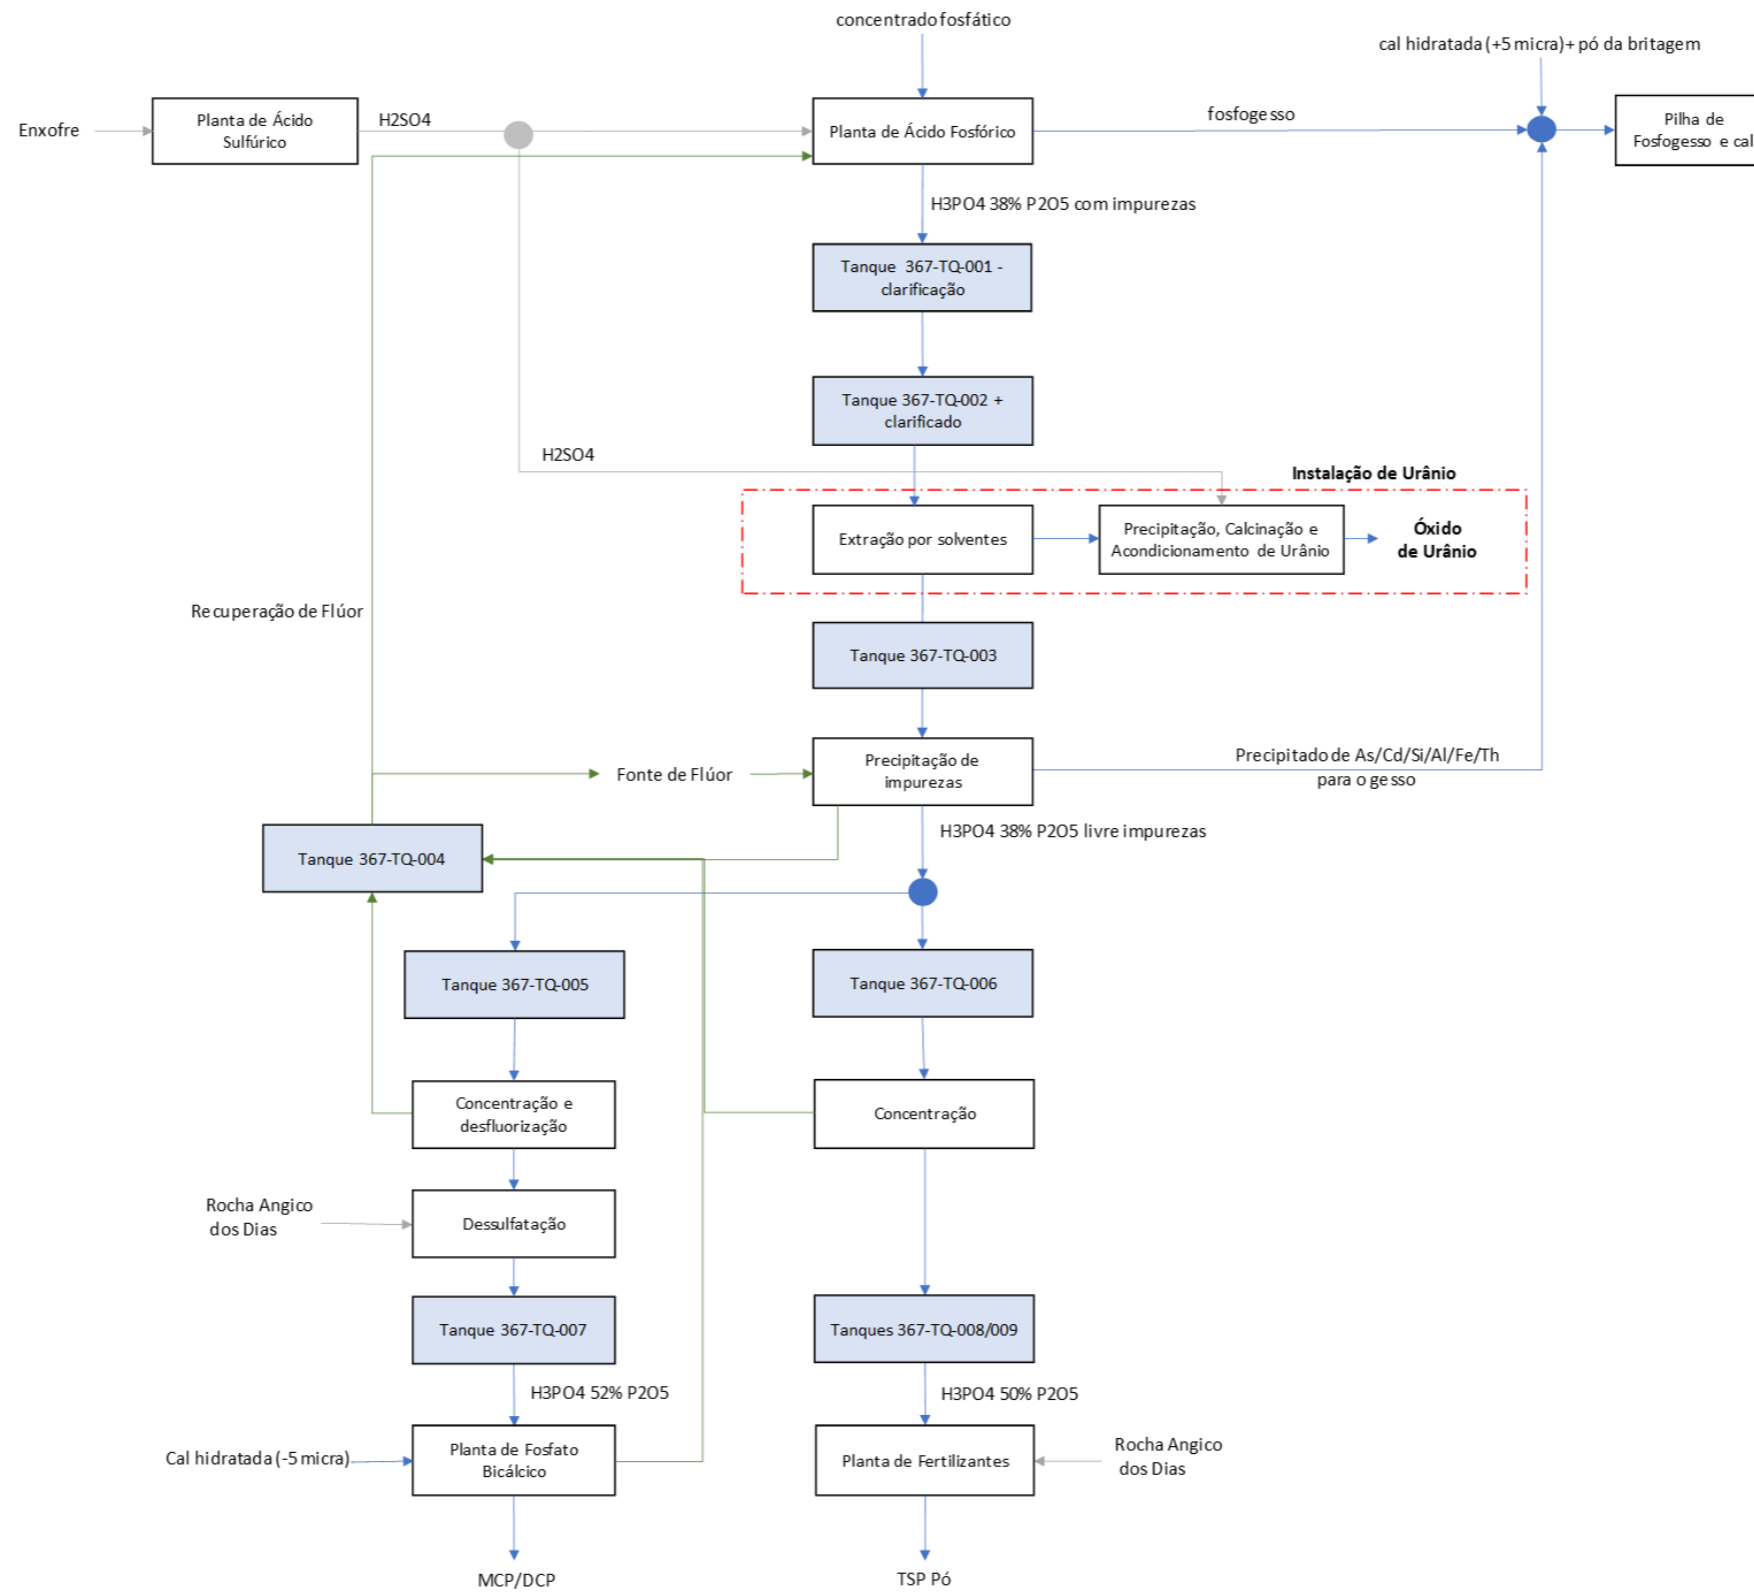 concentrado fosfático
cal hidratada (+5 micra)+ pó da britagem
Enxofre
Planta de Ácido
Sulfúrico
H2SO4
Planta de Ácido Fosfórico
fosfogesso
Pilha de
Fosfogesso e cal
H3PO4 38% P2O5 com impurezas
Tanque 367-TQ-001 -
clarificação
Tanque 367-TQ-002 +
clarificado
H2SO4
Instalação de Urânio
Extração por solventes
Precipitação, Calcinação e
Acondicionamento de Urânio
Óxido
de Urânio
Recuperação de Flúor
Tanque 367-TQ-003
Fonte de Flúor
Precipitação de
impurezas
Precipitado de As/Cd/Si/Al/Fe/Th
para o gesso
H3PO4 38% P2O5 livre impurezas
Tanque 367-TQ-004
Tanque 367-TQ-005
Tanque 367-TQ-006
Concentração e
desfluorização
Concentração
Rocha Angico
dos Dias
Dessulfatação
Tanque 367-TQ-007
Tanques 367-TQ-008/009
H3PO4 52% P2O5
H3PO4 50% P2O5
Cal hidratada (-5 micra)
Planta de Fosfato
Bicálcico
Planta de Fertilizantes
Rocha Angico
dos Dias
MCP/DCP
TSP Pó